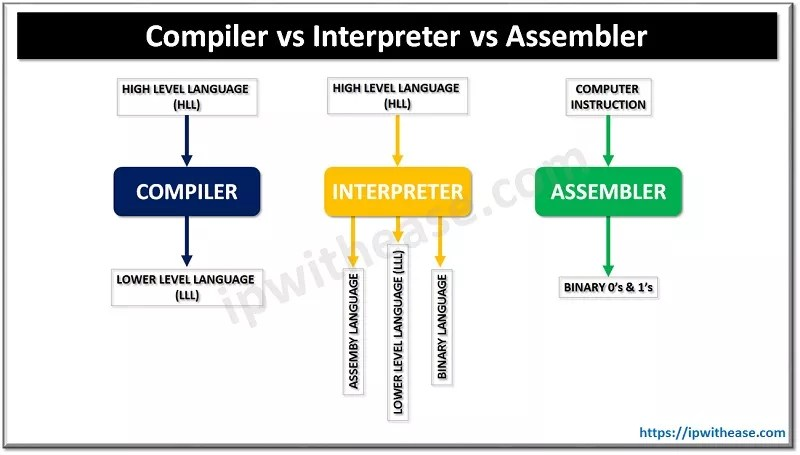 Compiler vs Interpreter vs Assembler
HIGH LEVEL LANGUAGE
(HLL)
COMPILER
LOWER LEVEL LANGUAGE
(LLL)
HIGH LEVEL LANGUAGE
(HLL)
INTERPRETER
ASSEMBY LANGUAGE
LOWER LEVEL LANGUAGE (LLL)
BINARY LANGUAGE
COMPUTER
INSTRUCTION
ASSEMBLER
BINARY 0's & 1's
ipwithease.com
https://ipwithease.com